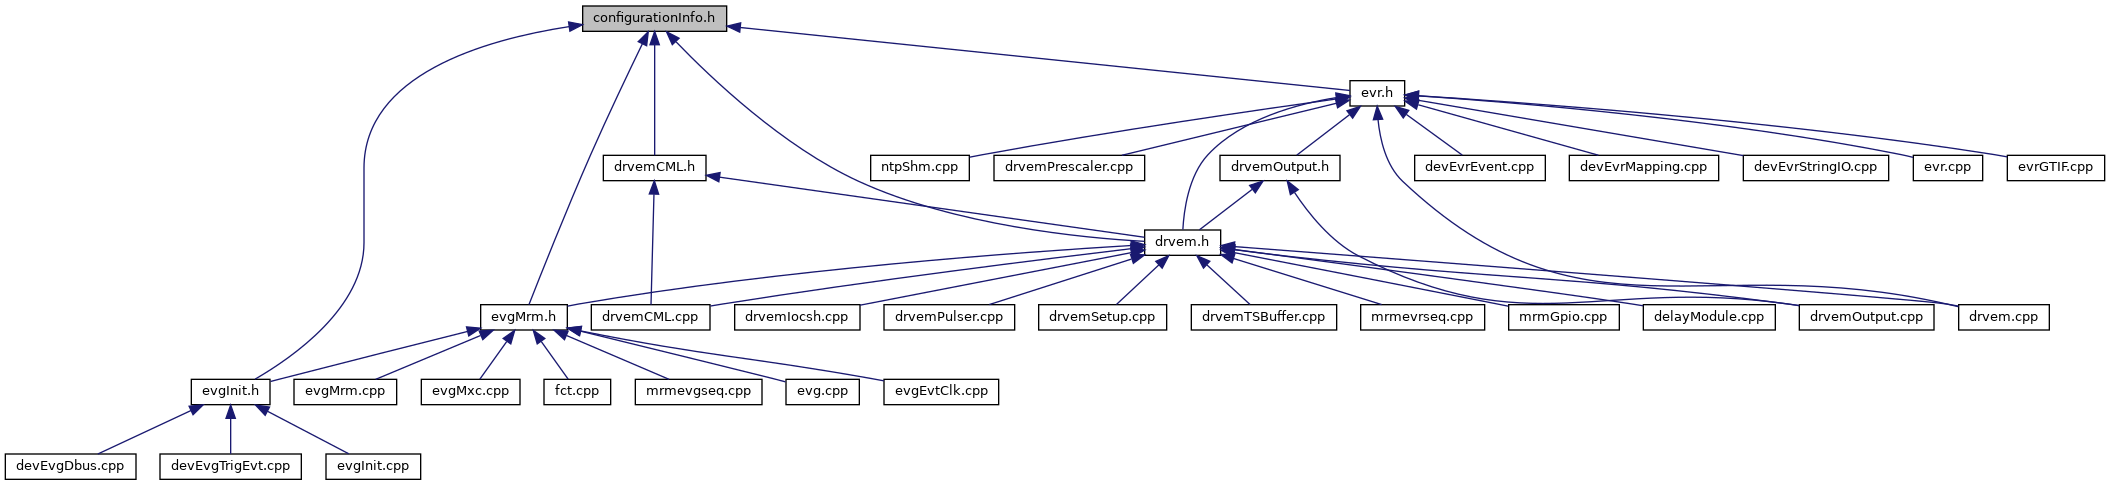 configurationInfo.h
evr.h
drvemCML.h
ntpShm.cpp
drvemPrescaler.cpp
drvemOutput.h
devEvrEvent.cpp
devEvrMapping.cpp
devEvrStringIO.cpp
evr.cpp
evrGTIF.cpp
drvem.h
evgMrm.h
drvemCML.cpp
drvemIocsh.cpp
drvemPulser.cpp
drvemSetup.cpp
drvemTSBuffer.cpp
mrmevrseq.cpp
mrmGpio.cpp
delayModule.cpp
drvemOutput.cpp
drvem.cpp
evgInit.h
evgMrm.cpp
evgMxc.cpp
fct.cpp
mrmevgseq.cpp
evg.cpp
evgEvtClk.cpp
devEvgDbus.cpp
devEvgTrigEvt.cpp
evgInit.cpp